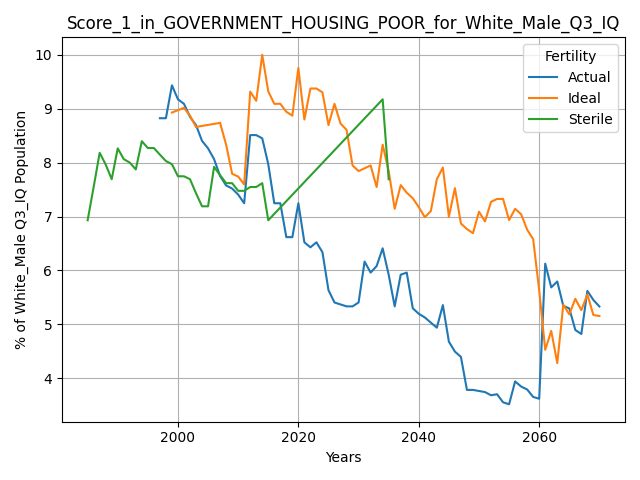 Score_1_in_GOVERNMENT_HOUSING_POOR_for_White_Male_Q3_IQ
Fertility
Actual
Ideal
Sterile
% of White_Male Q3_IQ Population
10
9
8
7
6
5
4
2000 2020 2040 2060
Years